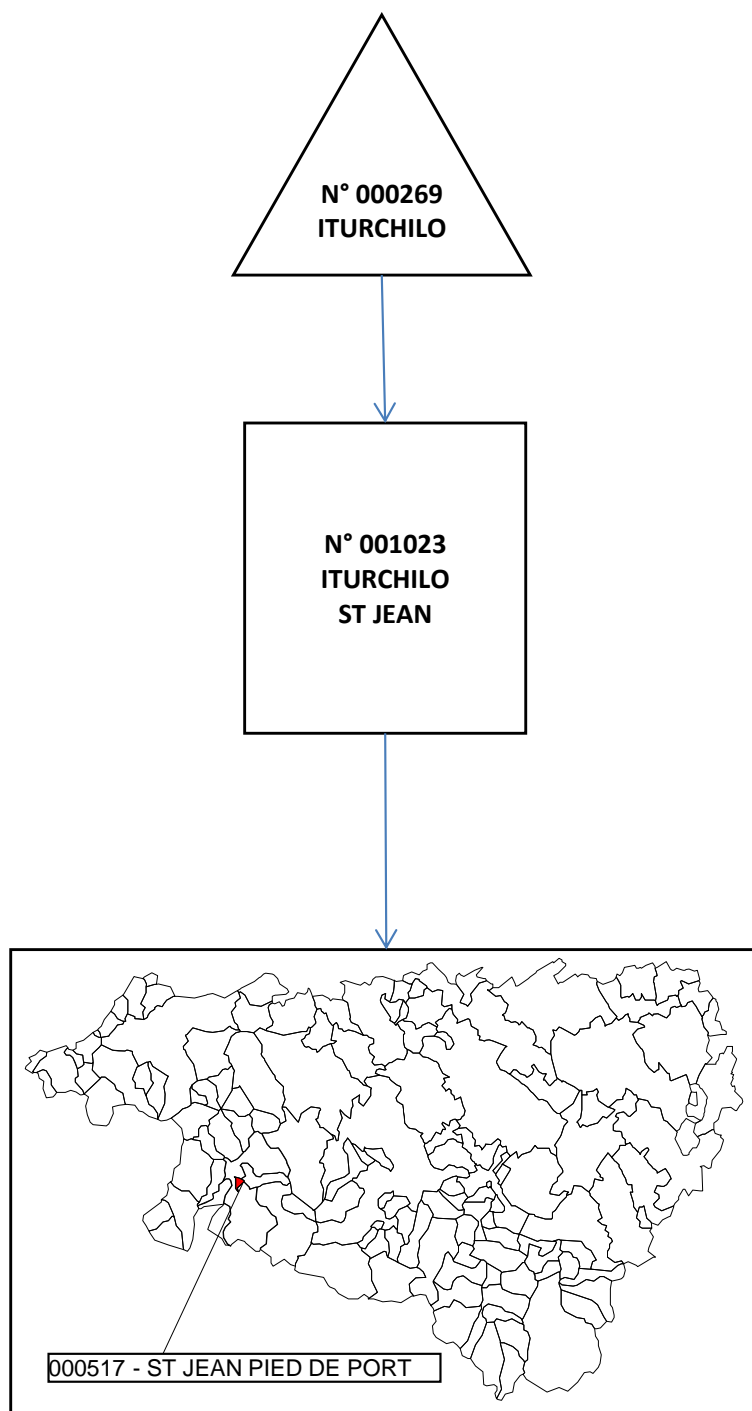 N° 000269
ITURCHILO
N° 001023
ITURCHILO
ST JEAN
000517 - ST JEAN PIED DE PORT